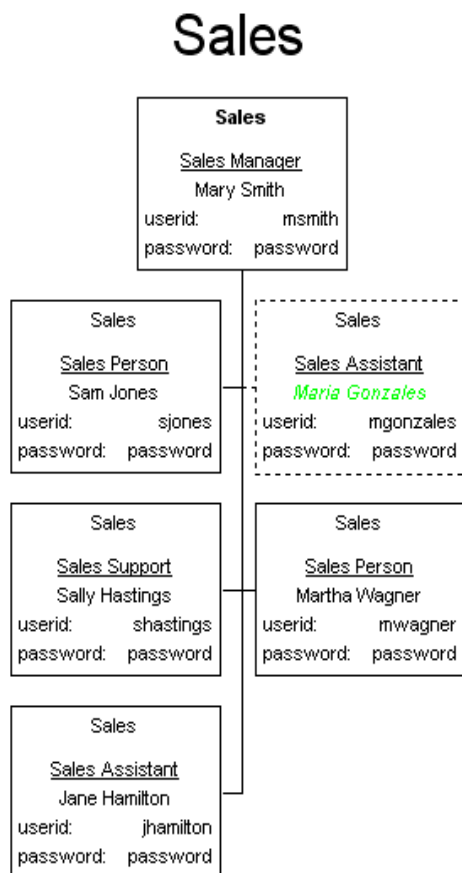 Sales
Sales
Sales Manager
Mary Smith
userid: msmith
password: password
Sales
Sales Person
Sam Jones
userid: sjones
password: password
Sales
Sales Assistant
Maria Gonzales
userid: mgonzales
password: password
Sales
Sales Support
Sally Hastings
userid: shastings
password: password
Sales
Sales Person
Martha Wagner
userid: mwagner
password: password
Sales
Sales Assistant
Jane Hamilton
userid: jhamilton
password: password